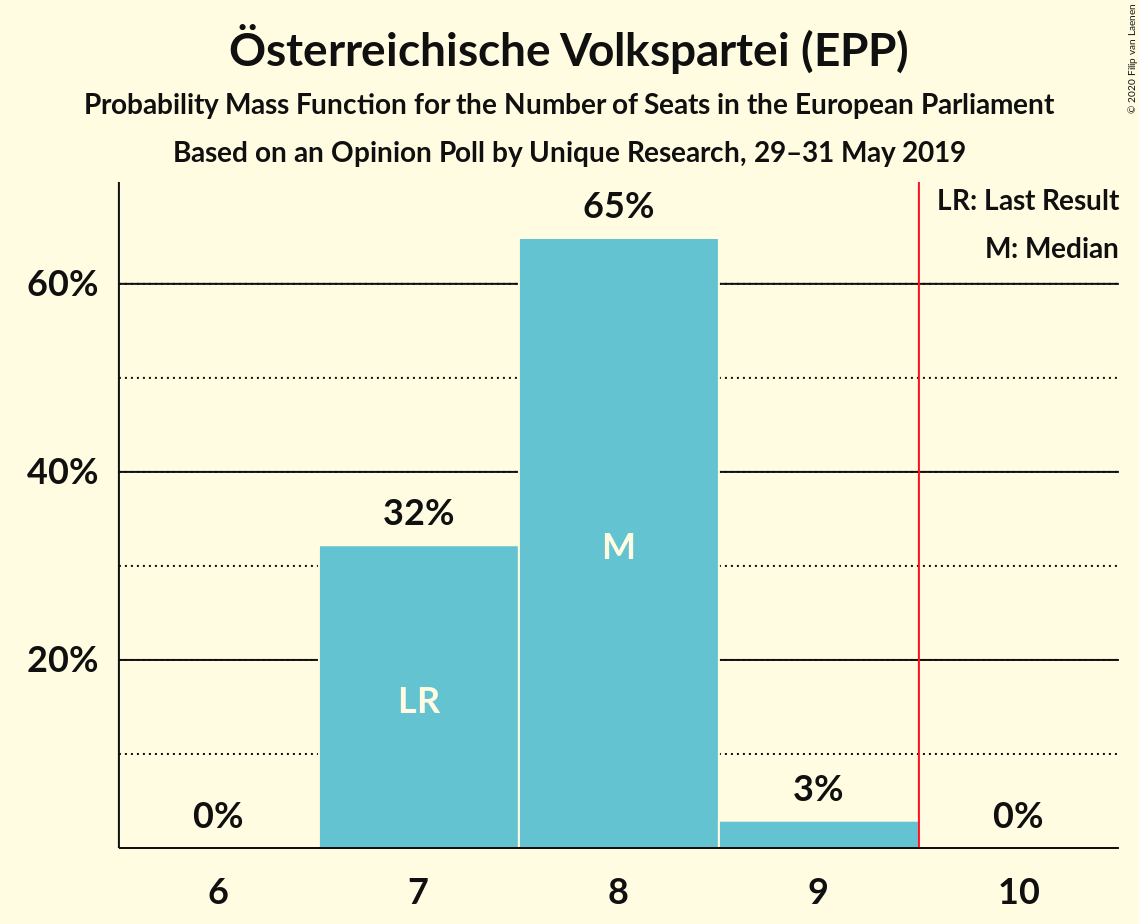 Österreichische Volkspartei (EPP)
Probability Mass Function for the Number of Seats in the European Parliament
Based on an Opinion Poll by Unique Research, 29–31 May 2019
© 2020 Filip van Laenen
LR: Last Result
M: Median
65%
60%
40%
32%
M
20%
LR
3%
0%
0%
6 7 8 9 10